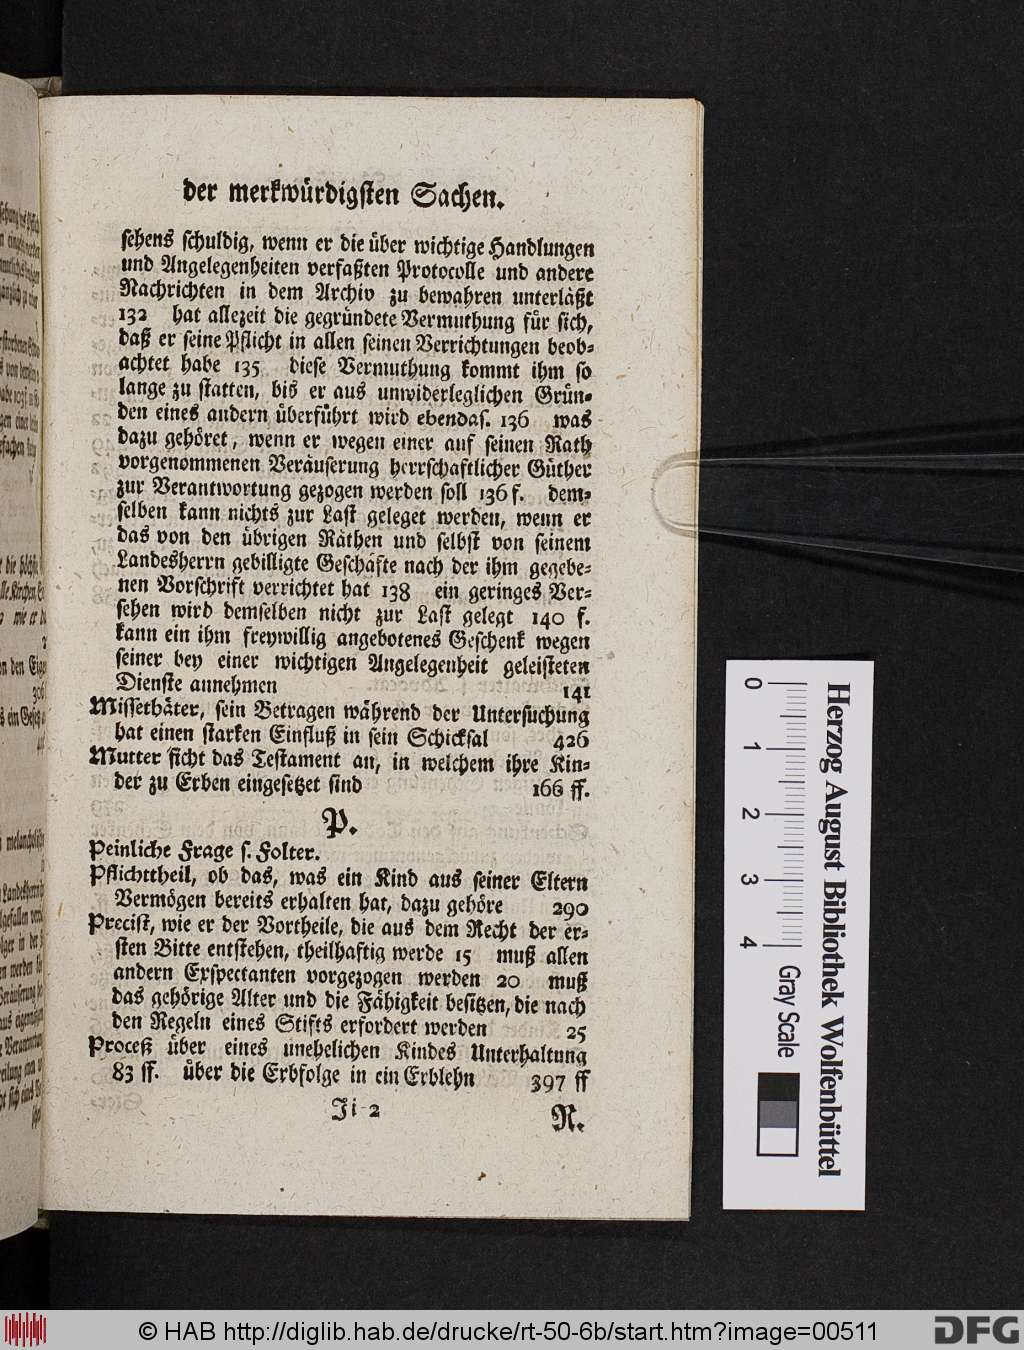 der merkwürdigsten Sachen.
sehens schuldig, wenn er die über wichtige Handlungen
und Angelegenheiten verfaßten Protocolle und andere
Nachrichten in dem Archiv zu bewahren unterläßt
132 hat allezeit die gegründete Vermuthung für sich,
daß er seine Pflicht in allen seinen Verrichtungen beob-
achtet habe 135 diese Vermuthung kommt ihm so
lange zu statten, bis er aus unwiderleglichen Grün-
den eines andern überführt wird ebendas. 136 was
dazu gehöret, wenn er wegen einer auf seinen Rath
vorgenommenen Veräuserung herrschaftlicher Güther
zur Verantwortung gezogen werden soll 136 f. dem-
selben kann nichts zur Last geleget werden, wenn er
das von den übrigen Räthen und selbst von seinem
Landesherrn gebilligte Geschäfte nach der ihm gegebe-
nen Vorschrift verrichtet hat 138 ein geringes Ver-
sehen wird demselben nicht zur Last gelegt 140 f.
kann ein ihm freywillig angebotenes Geschenk wegen
seiner bey einer wichtigen Angelegenheit geleisteten
Dienste annehmen 141
Missethäter, sein Betragen während der Untersuchung
hat einen starken Einfluß in sein Schicksal 426
Mutter ficht das Testament an, in welchem ihre Kin-
der zu Erben eingesetzet sind 166 ff.
P.
Peinliche Frage s. Folter.
Pflichttheil, ob das, was ein Kind aus seiner Eltern
Vermögen bereits erhalten hat, dazu gehöre 290
Precist, wie er der Vortheile, die aus dem Recht der er-
sten Bitte entstehen, theilhaftig werde 15 muß allen
andern Exspectanten vorgezogen werden 20 muß
das gehörige Alter und die Fähigkeit besitzen, die nach
den Regeln eines Stifts erfordert werden 25
Proceß über eines unehelichen Kindes Unterhaltung
83 ff. über die Erbfolge in ein Erblehn 397 ff
Ji 2
R.
0 1 2 3 4
Gray Scale
Herzog August Bibliothek Wolfenbüttel
© HAB http://diglib.hab.de/drucke/rt-50-6b/start.htm?image=00511
DFG